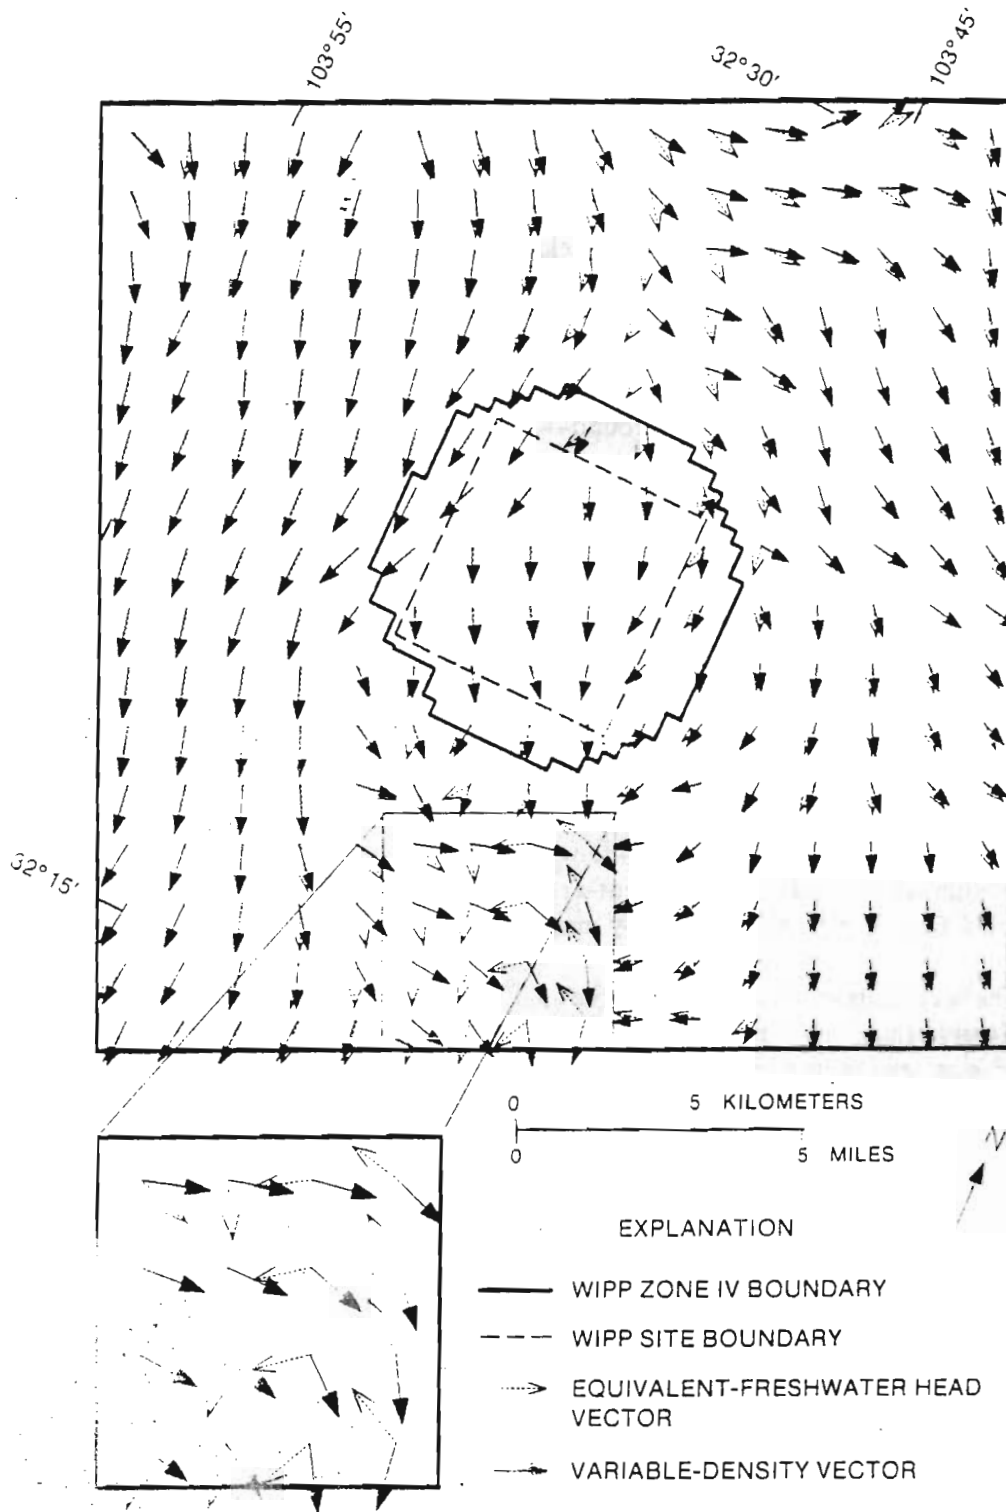 103°55'
32°30'
103°45'
32°15'
0 5 KILOMETERS
0 5 MILES
N
EXPLANATION
WIPP ZONE IV BOUNDARY
WIPP SITE BOUNDARY
EQUIVALENT-FRESHWATER HEAD
VECTOR
VARIABLE-DENSITY VECTOR